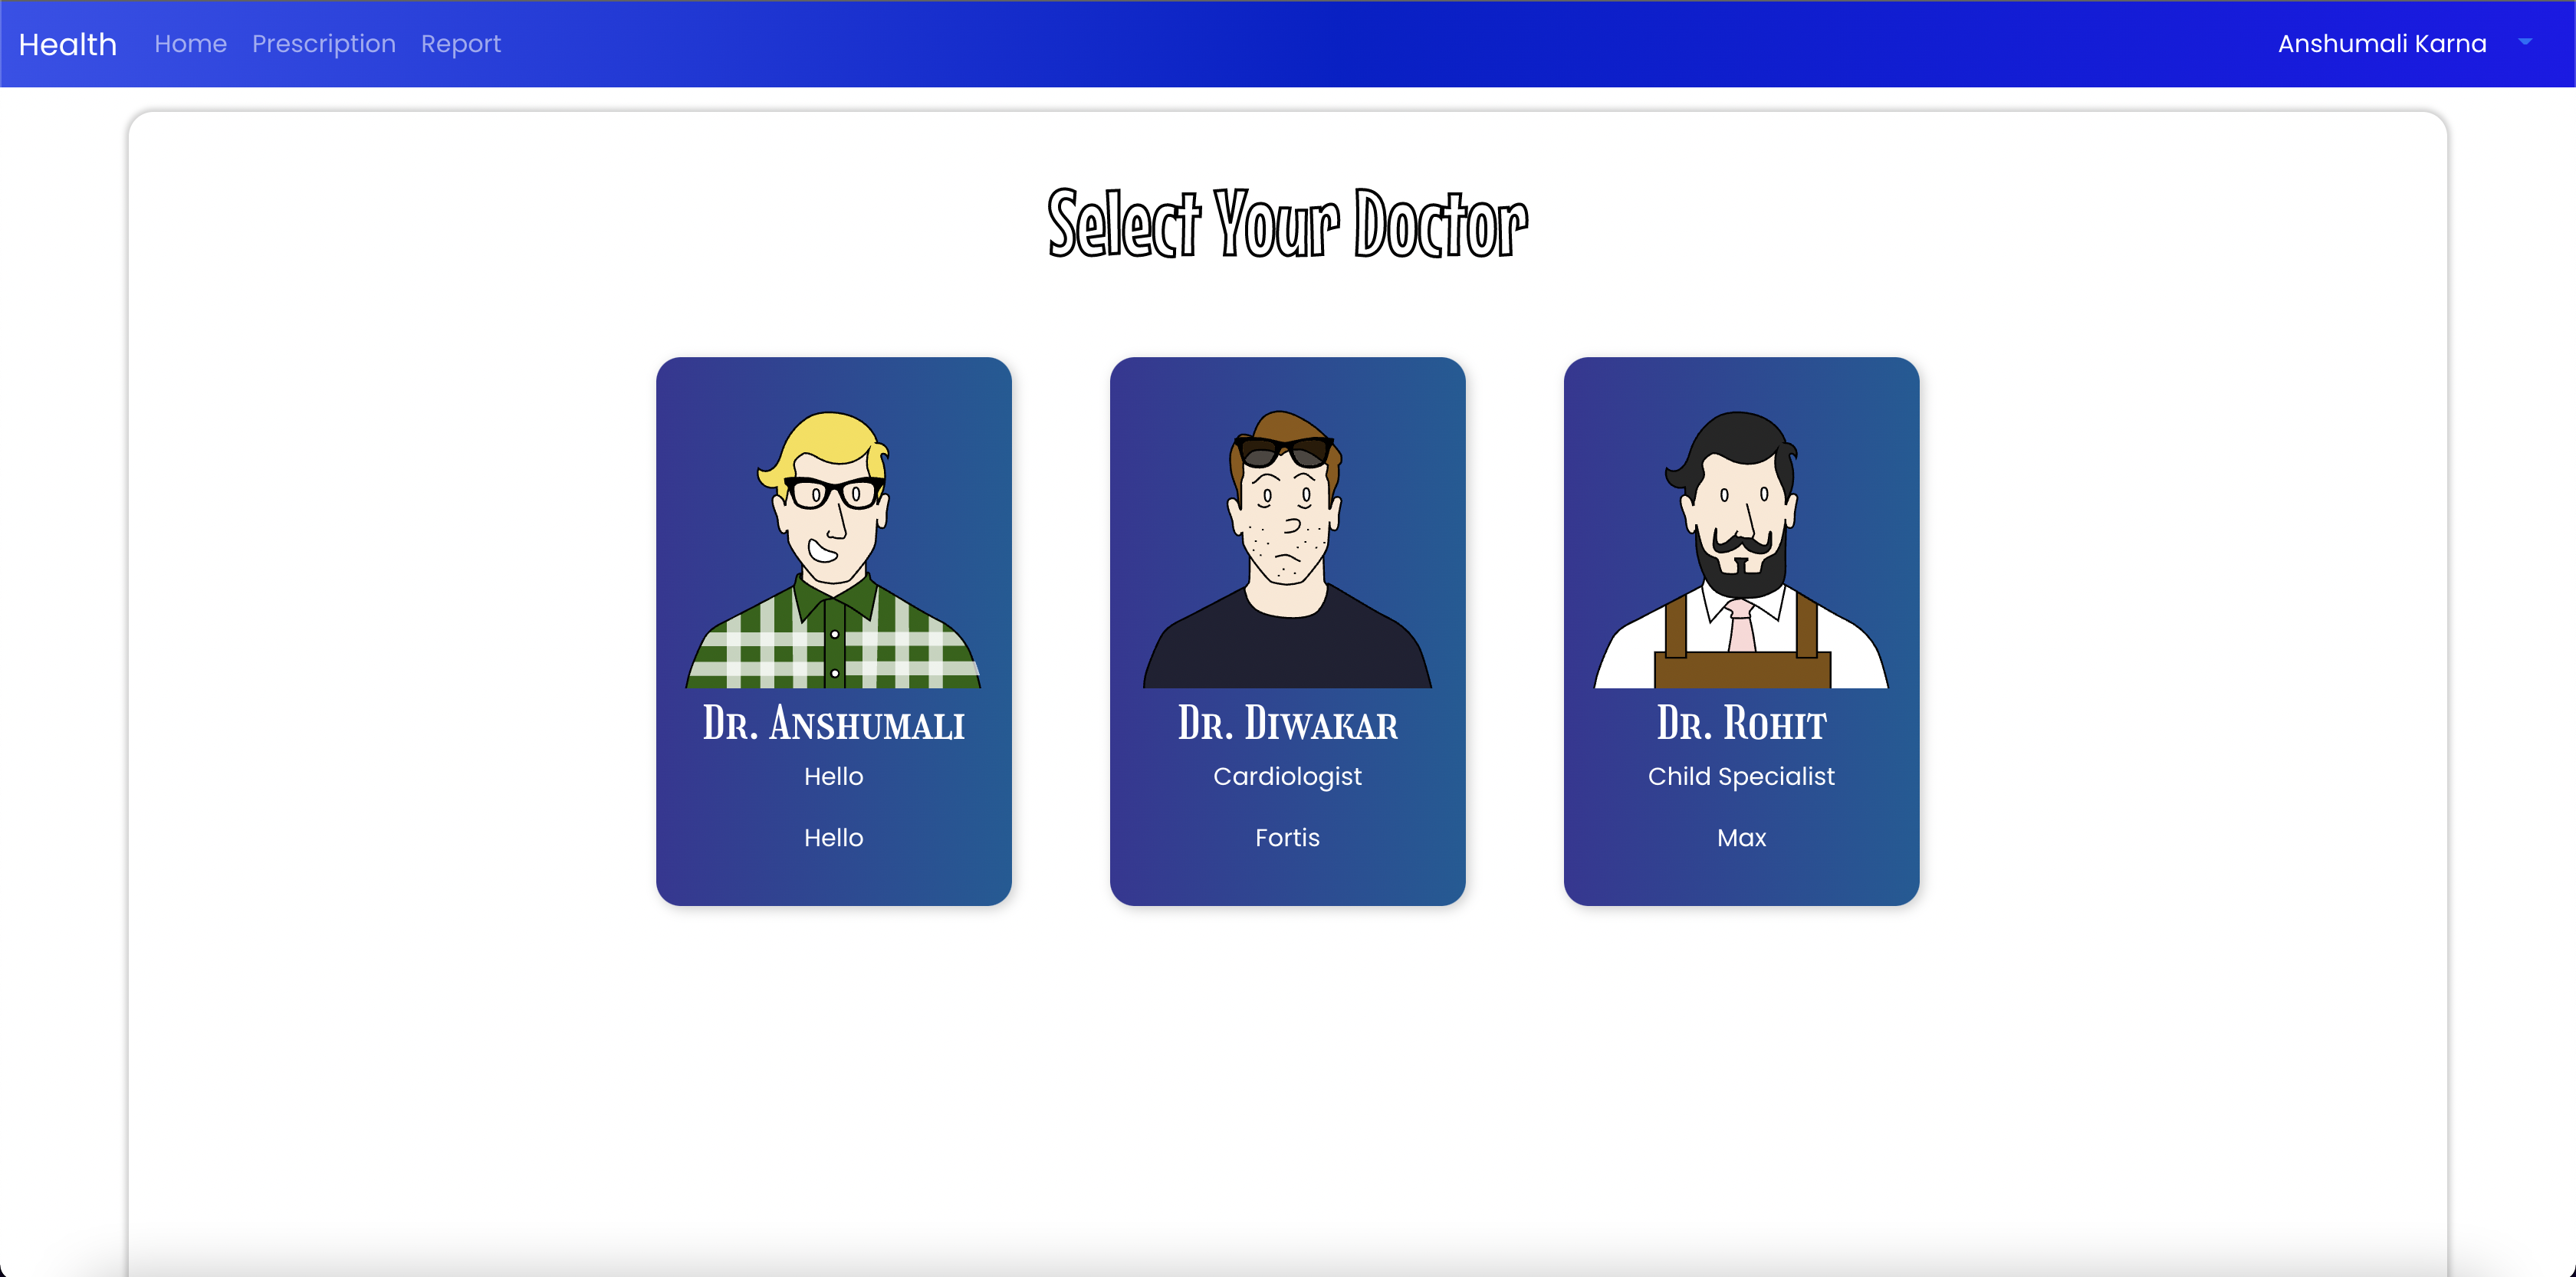 Health Home Prescription Report Anshumali Karna
Select Your Doctor
Dr. Anshumali
Hello
Hello
Dr. Diwakar
Cardiologist
Fortis
Dr. Rohit
Child Specialist
Max